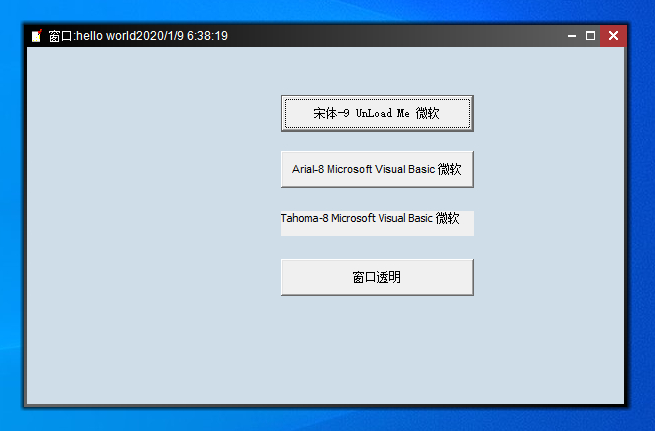 窗口:hello world2020/1/9 6:38:19
宋体-9 UnLoad Me 微软
Arial-8 Microsoft Visual Basic 微软
Tahoma-8 Microsoft Visual Basic 微软
窗口透明